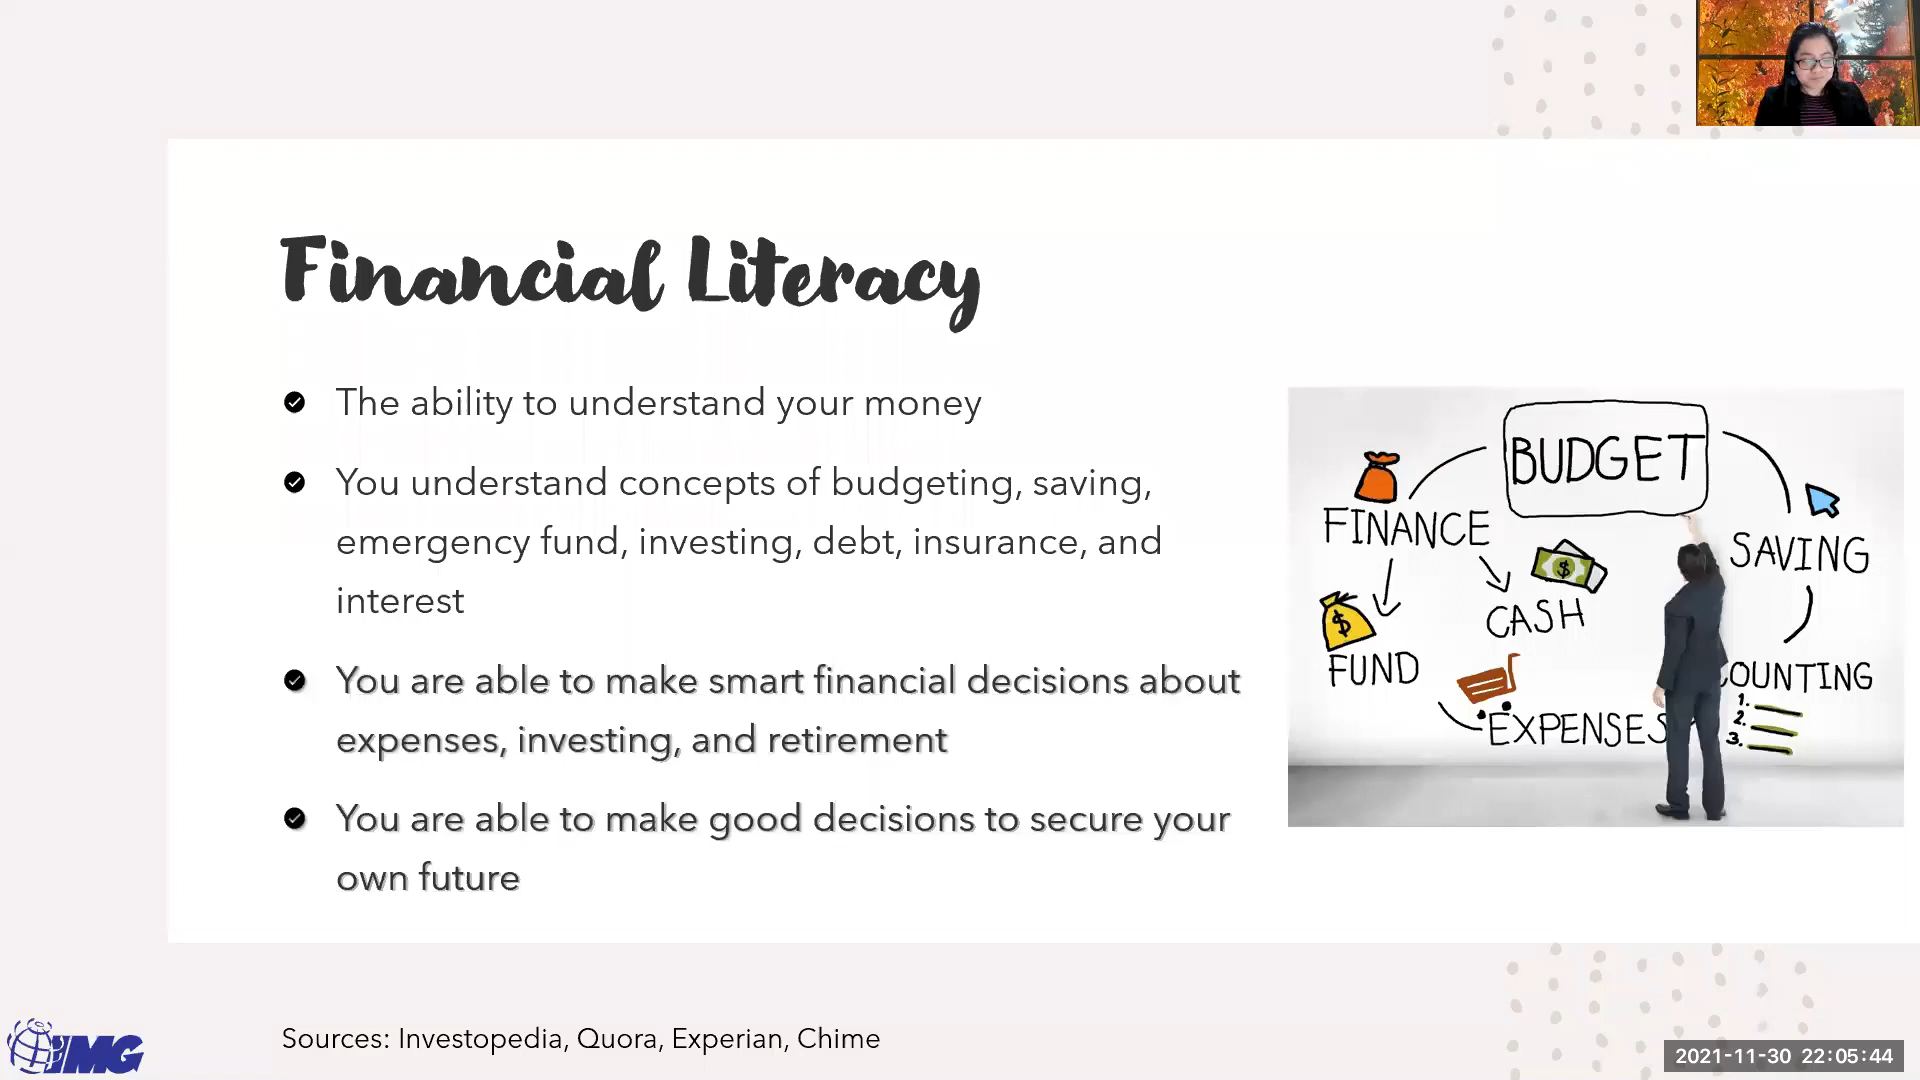 Financial Literacy
The ability to understand your money
You understand concepts of budgeting, saving,
emergency fund, investing, debt, insurance, and
interest
You are able to make smart financial decisions about
expenses, investing, and retirement
You are able to make good decisions to secure your
own future
BUDGET
FINANCE
SAVING
$
CASH
$
FUND
OUNTING
1.
2.
3.
EXPENSES
IMG
Sources: Investopedia, Quora, Experian, Chime
2021-11-30 22:05:44